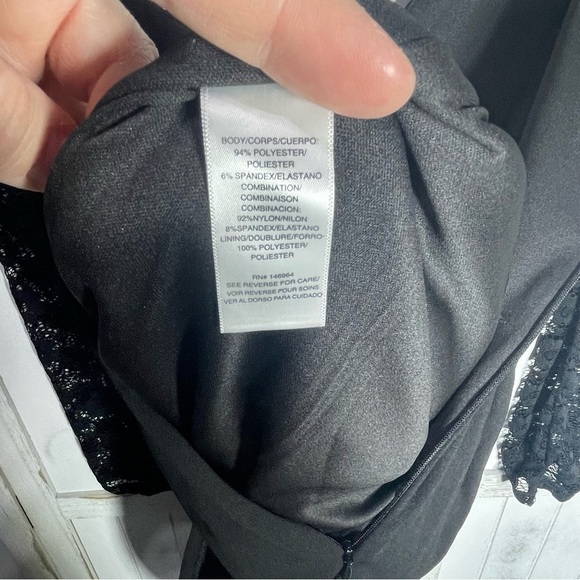 BODY/CORPS/CUERPO:
94% POLYESTER/
POLIESTER
6% SPANDEX/ELASTANO
COMBINATION/
COMBINAISON
COMBINACION:
92%NYLON/NILON
8%SPANDEX/ELASTANO
LINING/DOUBLURE/FORRO:
100% POLYESTER/
POLIESTER
RN# 146964
SEE REVERSE FOR CARE/
VOIR REVERSE POUR SOINS
VER AL DORSO PARA CUIDADO